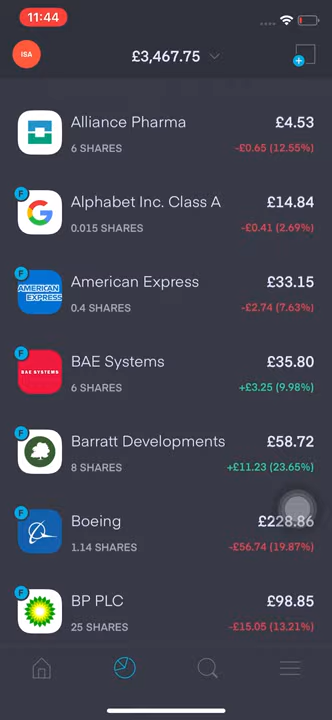 11:44
ISA
£3,467.75
Alliance Pharma
£4.53
6 SHARES
-£0.65 (12.55%)
F
Alphabet Inc. Class A
£14.84
G
0.015 SHARES
-£0.41 (2.69%)
F
American Express
£33.15
AMERICAN
EXPRESS
0.4 SHARES
-£2.74 (7.63%)
F
BAE Systems
£35.80
BAE SYSTEMS
6 SHARES
+£3.25 (9.98%)
F
Barratt Developments
£58.72
8 SHARES
+£11.23 (23.65%)
F
Boeing
£228.86
1.14 SHARES
-£56.74 (19.87%)
F
BP PLC
£98.85
bp
25 SHARES
-£15.05 (13.21%)